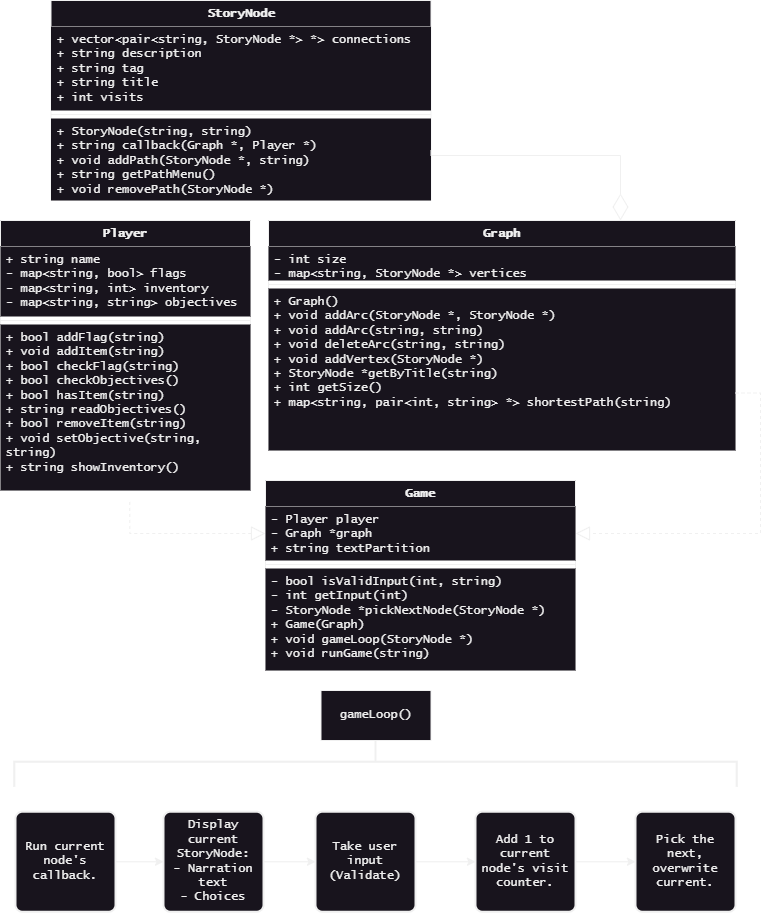 StoryNode
+ vector<pair<string, StoryNode *> *> connections
+ string description
+ string tag
+ string title
+ int visits
+ StoryNode(string, string)
+ string callback(Graph *, Player *)
+ void addPath(StoryNode *, string)
+ string getPathMenu()
+ void removePath(StoryNode *)
Player
+ string name
- map<string, bool> flags
- map<string, int> inventory
- map<string, string> objectives
+ bool addFlag(string)
+ void addItem(string)
+ bool checkFlag(string)
+ bool checkObjectives()
+ bool hasItem(string)
+ string readObjectives()
+ bool removeItem(string)
+ void setObjective(string,
string)
+ string showInventory()
Graph
- int size
- map<string, StoryNode *> vertices
+ Graph()
+ void addArc(StoryNode *, StoryNode *)
+ void addArc(string, string)
+ void deleteArc(string, string)
+ void addVertex(StoryNode *)
+ StoryNode *getByTitle(string)
+ int getSize()
+ map<string, pair<int, string> *> shortestPath(string)
Game
- Player player
- Graph *graph
+ string textPartition
- bool isValidInput(int, string)
- int getInput(int)
- StoryNode *pickNextNode(StoryNode *)
+ Game(Graph)
+ void gameLoop(StoryNode *)
+ void runGame(string)
gameLoop()
Run current
node's
callback.
Display
current
StoryNode:
- Narration
text
- Choices
Take user
input
(Validate)
Add 1 to
current
node's visit
counter.
Pick the
next,
overwrite
current.